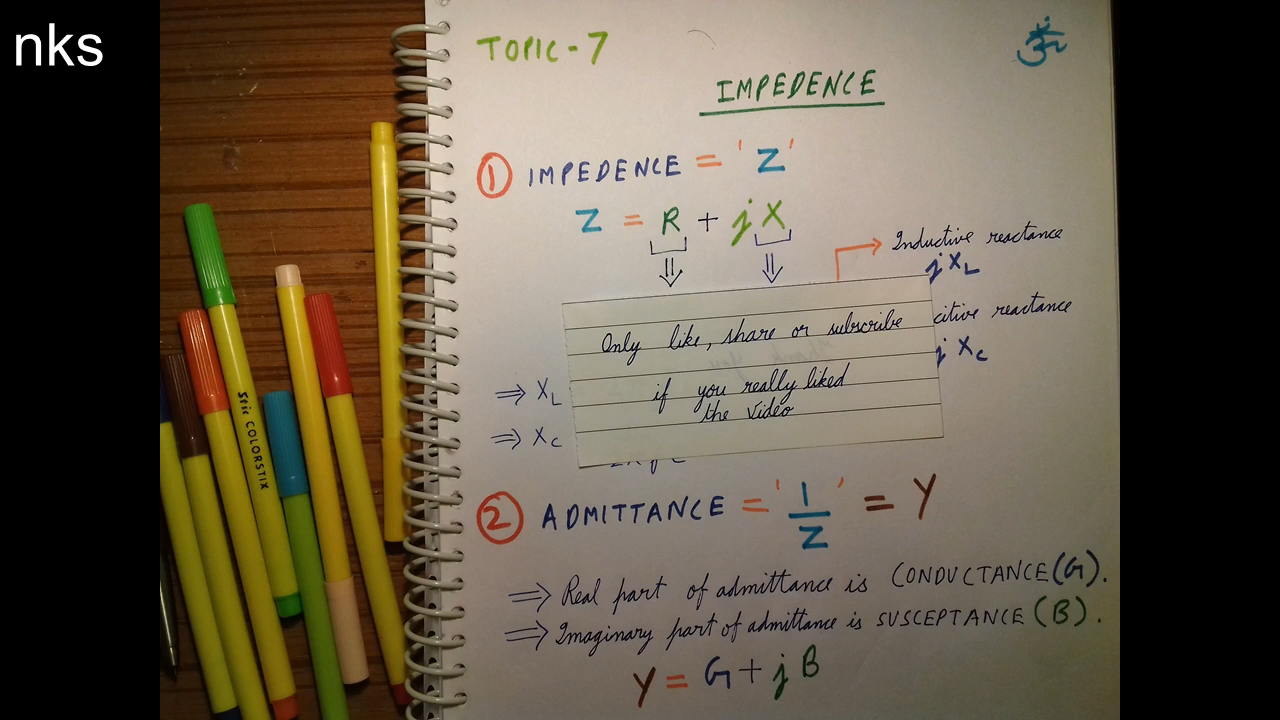 nks
TOPIC-7
IMPEDENCE
① IMPEDENCE = 'Z'
Z = R + jX
Inductive reactance
jXL
citive reactance
j Xc
Only like, share or subscribe
if you really liked
the video
⇒ XL
⇒ Xc
② ADMITTANCE = '1/Z' = Y
⇒ Real part of admittance is CONDUCTANCE(G).
⇒ Imaginary part of admittance is SUSCEPTANCE (B).
Y = G + jB
Stic COLORSTIX